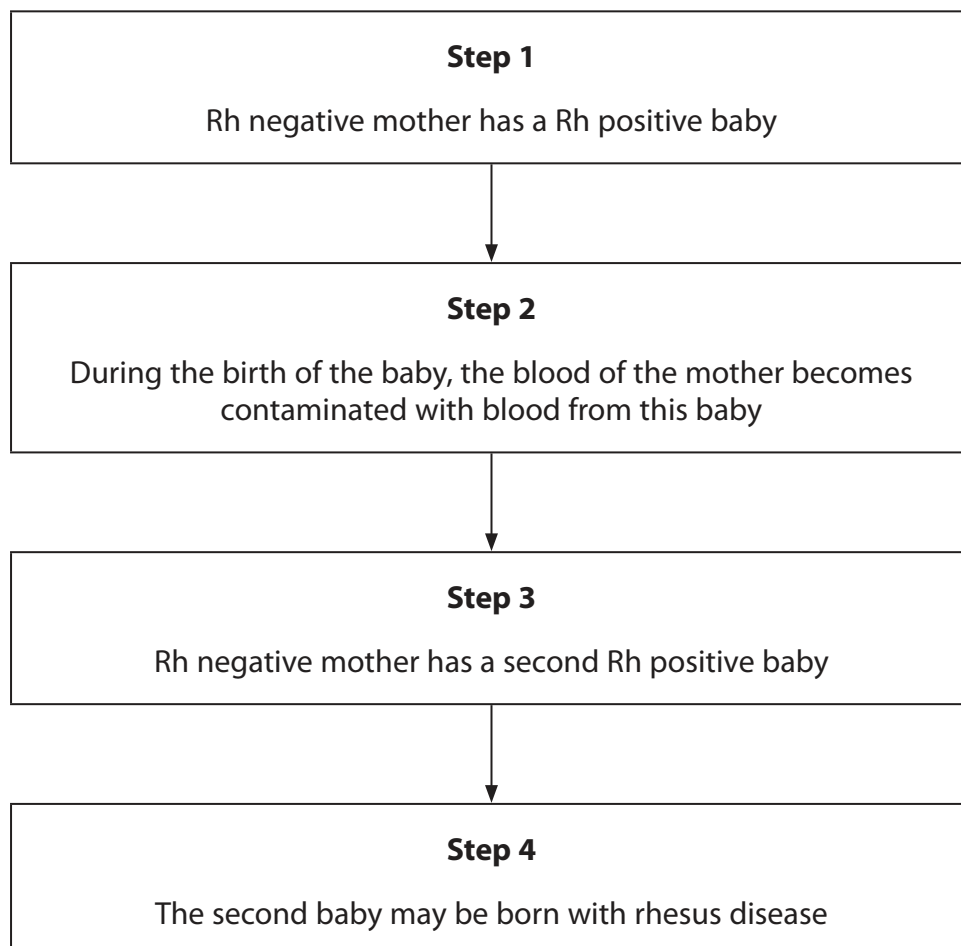 Step 1
Rh negative mother has a Rh positive baby
Step 2
During the birth of the baby, the blood of the mother becomes
contaminated with blood from this baby
Step 3
Rh negative mother has a second Rh positive baby
Step 4
The second baby may be born with rhesus disease